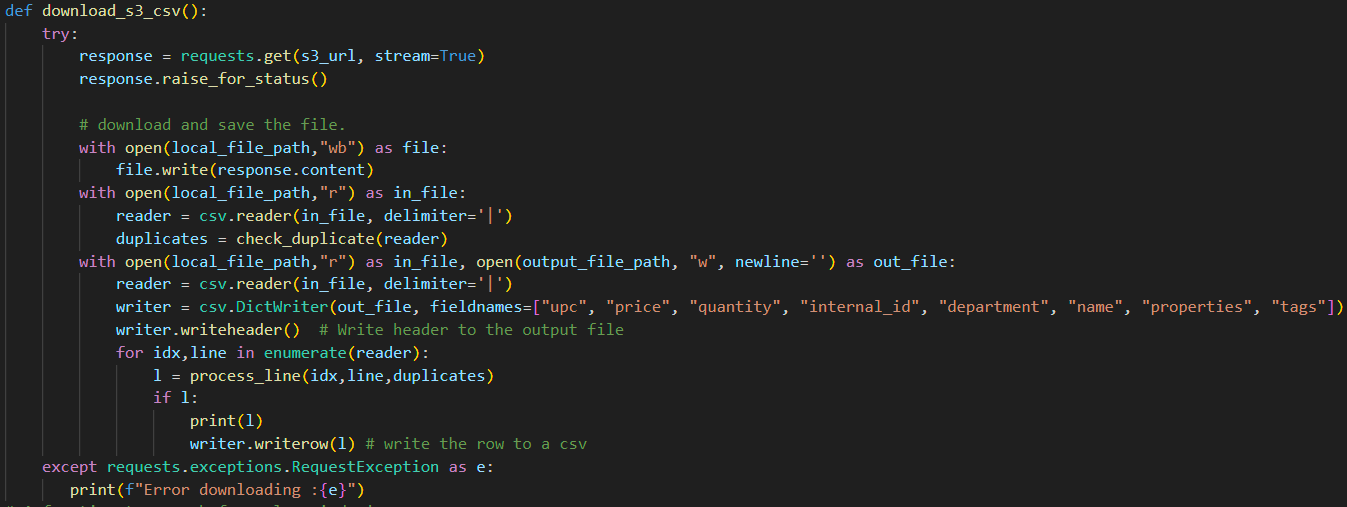 def download_s3_csv():
    try:
        response = requests.get(s3_url, stream=True)
        response.raise_for_status()

        # download and save the file.
        with open(local_file_path,"wb") as file:
            file.write(response.content)
        with open(local_file_path,"r") as in_file:
            reader = csv.reader(in_file, delimiter='|')
            duplicates = check_duplicate(reader)
        with open(local_file_path,"r") as in_file, open(output_file_path, "w", newline='') as out_file:
            reader = csv.reader(in_file, delimiter='|')
            writer = csv.DictWriter(out_file, fieldnames=["upc", "price", "quantity", "internal_id", "department", "name", "properties", "tags"])
            writer.writeheader()  # Write header to the output file
            for idx,line in enumerate(reader):
                l = process_line(idx,line,duplicates)
                if l:
                    print(l)
                    writer.writerow(l) # write the row to a csv
    except requests.exceptions.RequestException as e:
       print(f"Error downloading :{e}")